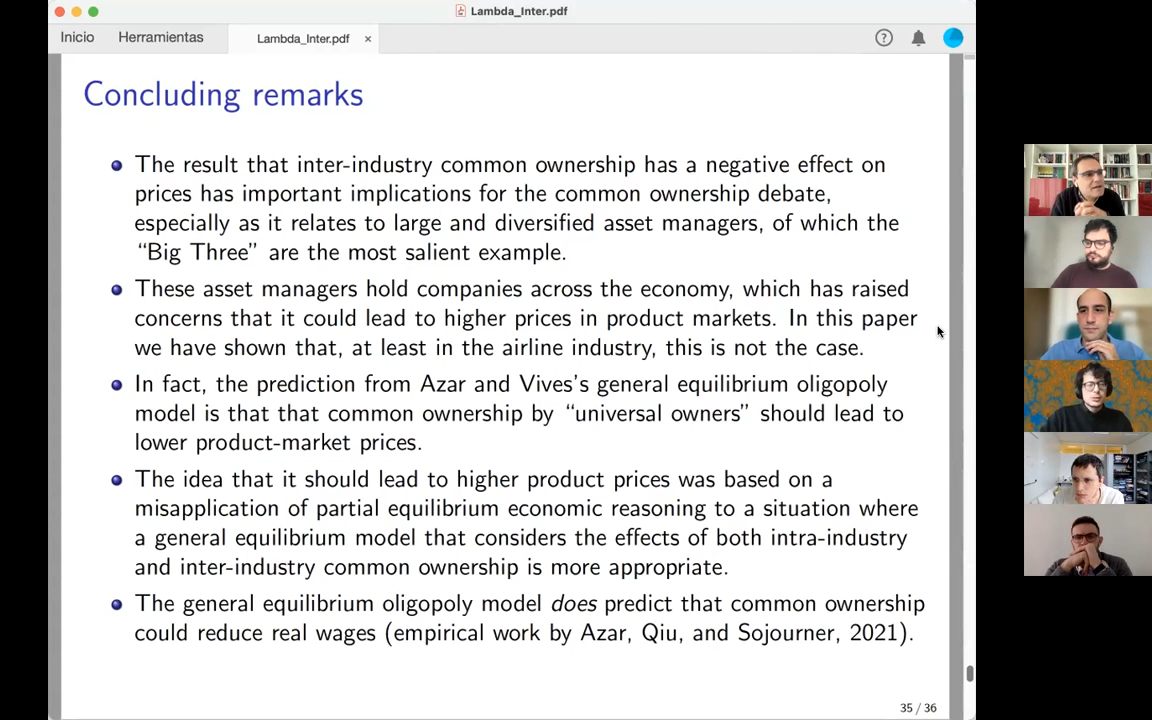 Lambda_Inter.pdf
Inicio
Herramientas
Lambda_Inter.pdf ×
Concluding remarks
The result that inter-industry common ownership has a negative effect on
prices has important implications for the common ownership debate,
especially as it relates to large and diversified asset managers, of which the
“Big Three” are the most salient example.
These asset managers hold companies across the economy, which has raised
concerns that it could lead to higher prices in product markets. In this paper
we have shown that, at least in the airline industry, this is not the case.
In fact, the prediction from Azar and Vives's general equilibrium oligopoly
model is that that common ownership by “universal owners” should lead to
lower product-market prices.
The idea that it should lead to higher product prices was based on a
misapplication of partial equilibrium economic reasoning to a situation where
a general equilibrium model that considers the effects of both intra-industry
and inter-industry common ownership is more appropriate.
The general equilibrium oligopoly model does predict that common ownership
could reduce real wages (empirical work by Azar, Qiu, and Sojourner, 2021).
35 / 36